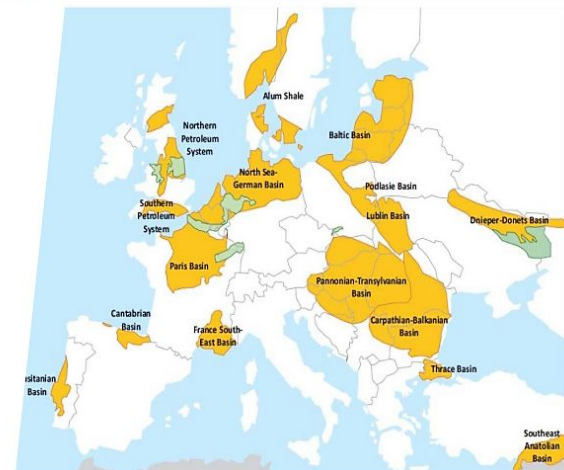 Alum Shale
Northern
Petroleum
System
Baltic Basin
North Sea-
German Basin
Podlasie Basin
Southern
Petroleum
System
Lublin Basin
Dnieper-Donets Basin
Paris Basin
Pannonian-Transylvanian
Basin
Cantabrian
Basin
France South-
East Basin
Carpathian-Balkanian
Basin
usitanian
Basin
Thrace Basin
Southeast
Anatolian
Basin